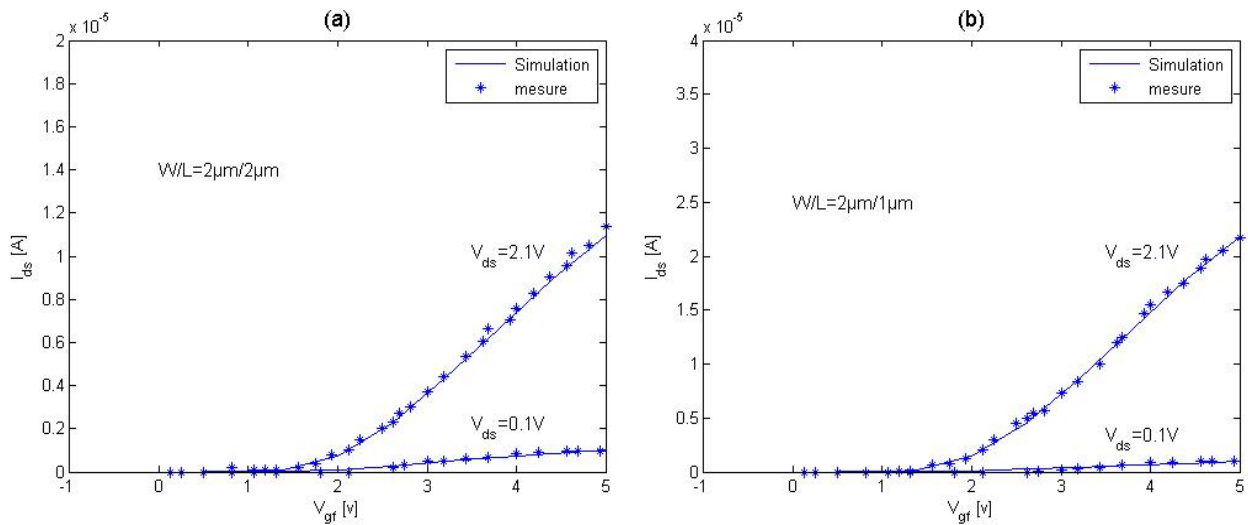 (a)
x 10^-5
2
1.8
1.6
1.4
1.2
1
0.8
0.6
0.4
0.2
0
-1 0 1 2 3 4 5
I_ds [A]
V_gf [v]
Simulation
mesure
W/L=2µm/2µm
V_ds=2.1V
V_ds=0.1V
(b)
x 10^-5
4
3.5
3
2.5
2
1.5
1
0.5
0
-1 0 1 2 3 4 5
I_ds [A]
V_gf [v]
Simulation
mesure
W/L=2µm/1µm
V_ds=2.1V
V_ds=0.1V